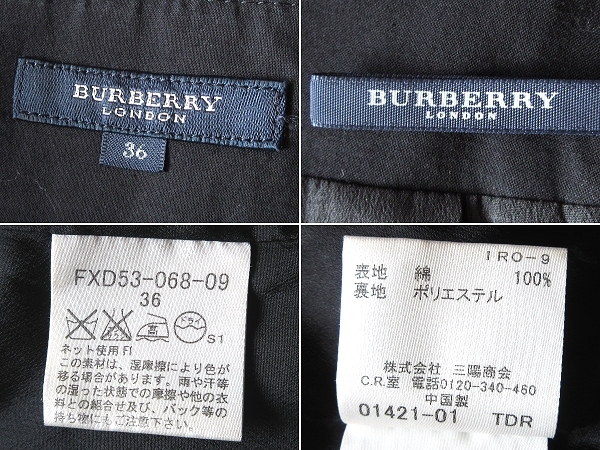 BURBERRY
LONDON
36
BURBERRY
LONDON
FXD53-068-09
36
ドライ
S1
ネット使用 FI
この素材は、湿摩擦により色が
移る場合があります。雨や汗等
の湿った状態での摩擦や他の衣
料との組合せ及び、バック等の
持ち物にもご注意下さい。
IRO-9
表地 綿 100%
裏地 ポリエステル
株式会社 三陽商会
C.R.室 電話0120-340-460
中国製
01421-01 TDR